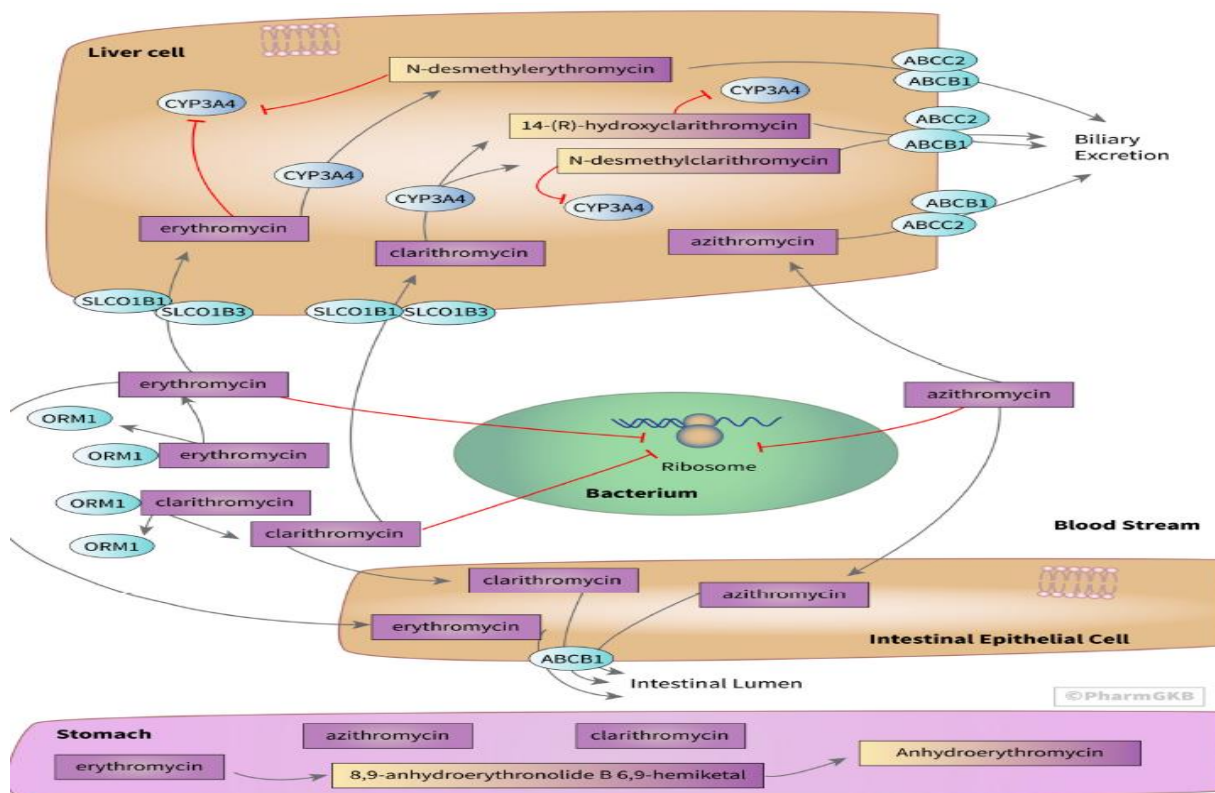 Liver cell
N-desmethylerythromycin
ABCC2
ABCB1
CYP3A4
CYP3A4
14-(R)-hydroxyclarithromycin
ABCC2
ABCB1
Biliary
Excretion
N-desmethylclarithromycin
CYP3A4
CYP3A4
CYP3A4
erythromycin
clarithromycin
azithromycin
ABCB1
ABCC2
SLCO1B1
SLCO1B3
SLCO1B1
SLCO1B3
erythromycin
azithromycin
ORM1
ORM1
erythromycin
Ribosome
Bacterium
ORM1
clarithromycin
clarithromycin
ORM1
Blood Stream
clarithromycin
azithromycin
erythromycin
Intestinal Epithelial Cell
ABCB1
Intestinal Lumen
©PharmGKB
Stomach
azithromycin
clarithromycin
erythromycin
8,9-anhydroerythronolide B 6,9-hemiketal
Anhydroerythromycin